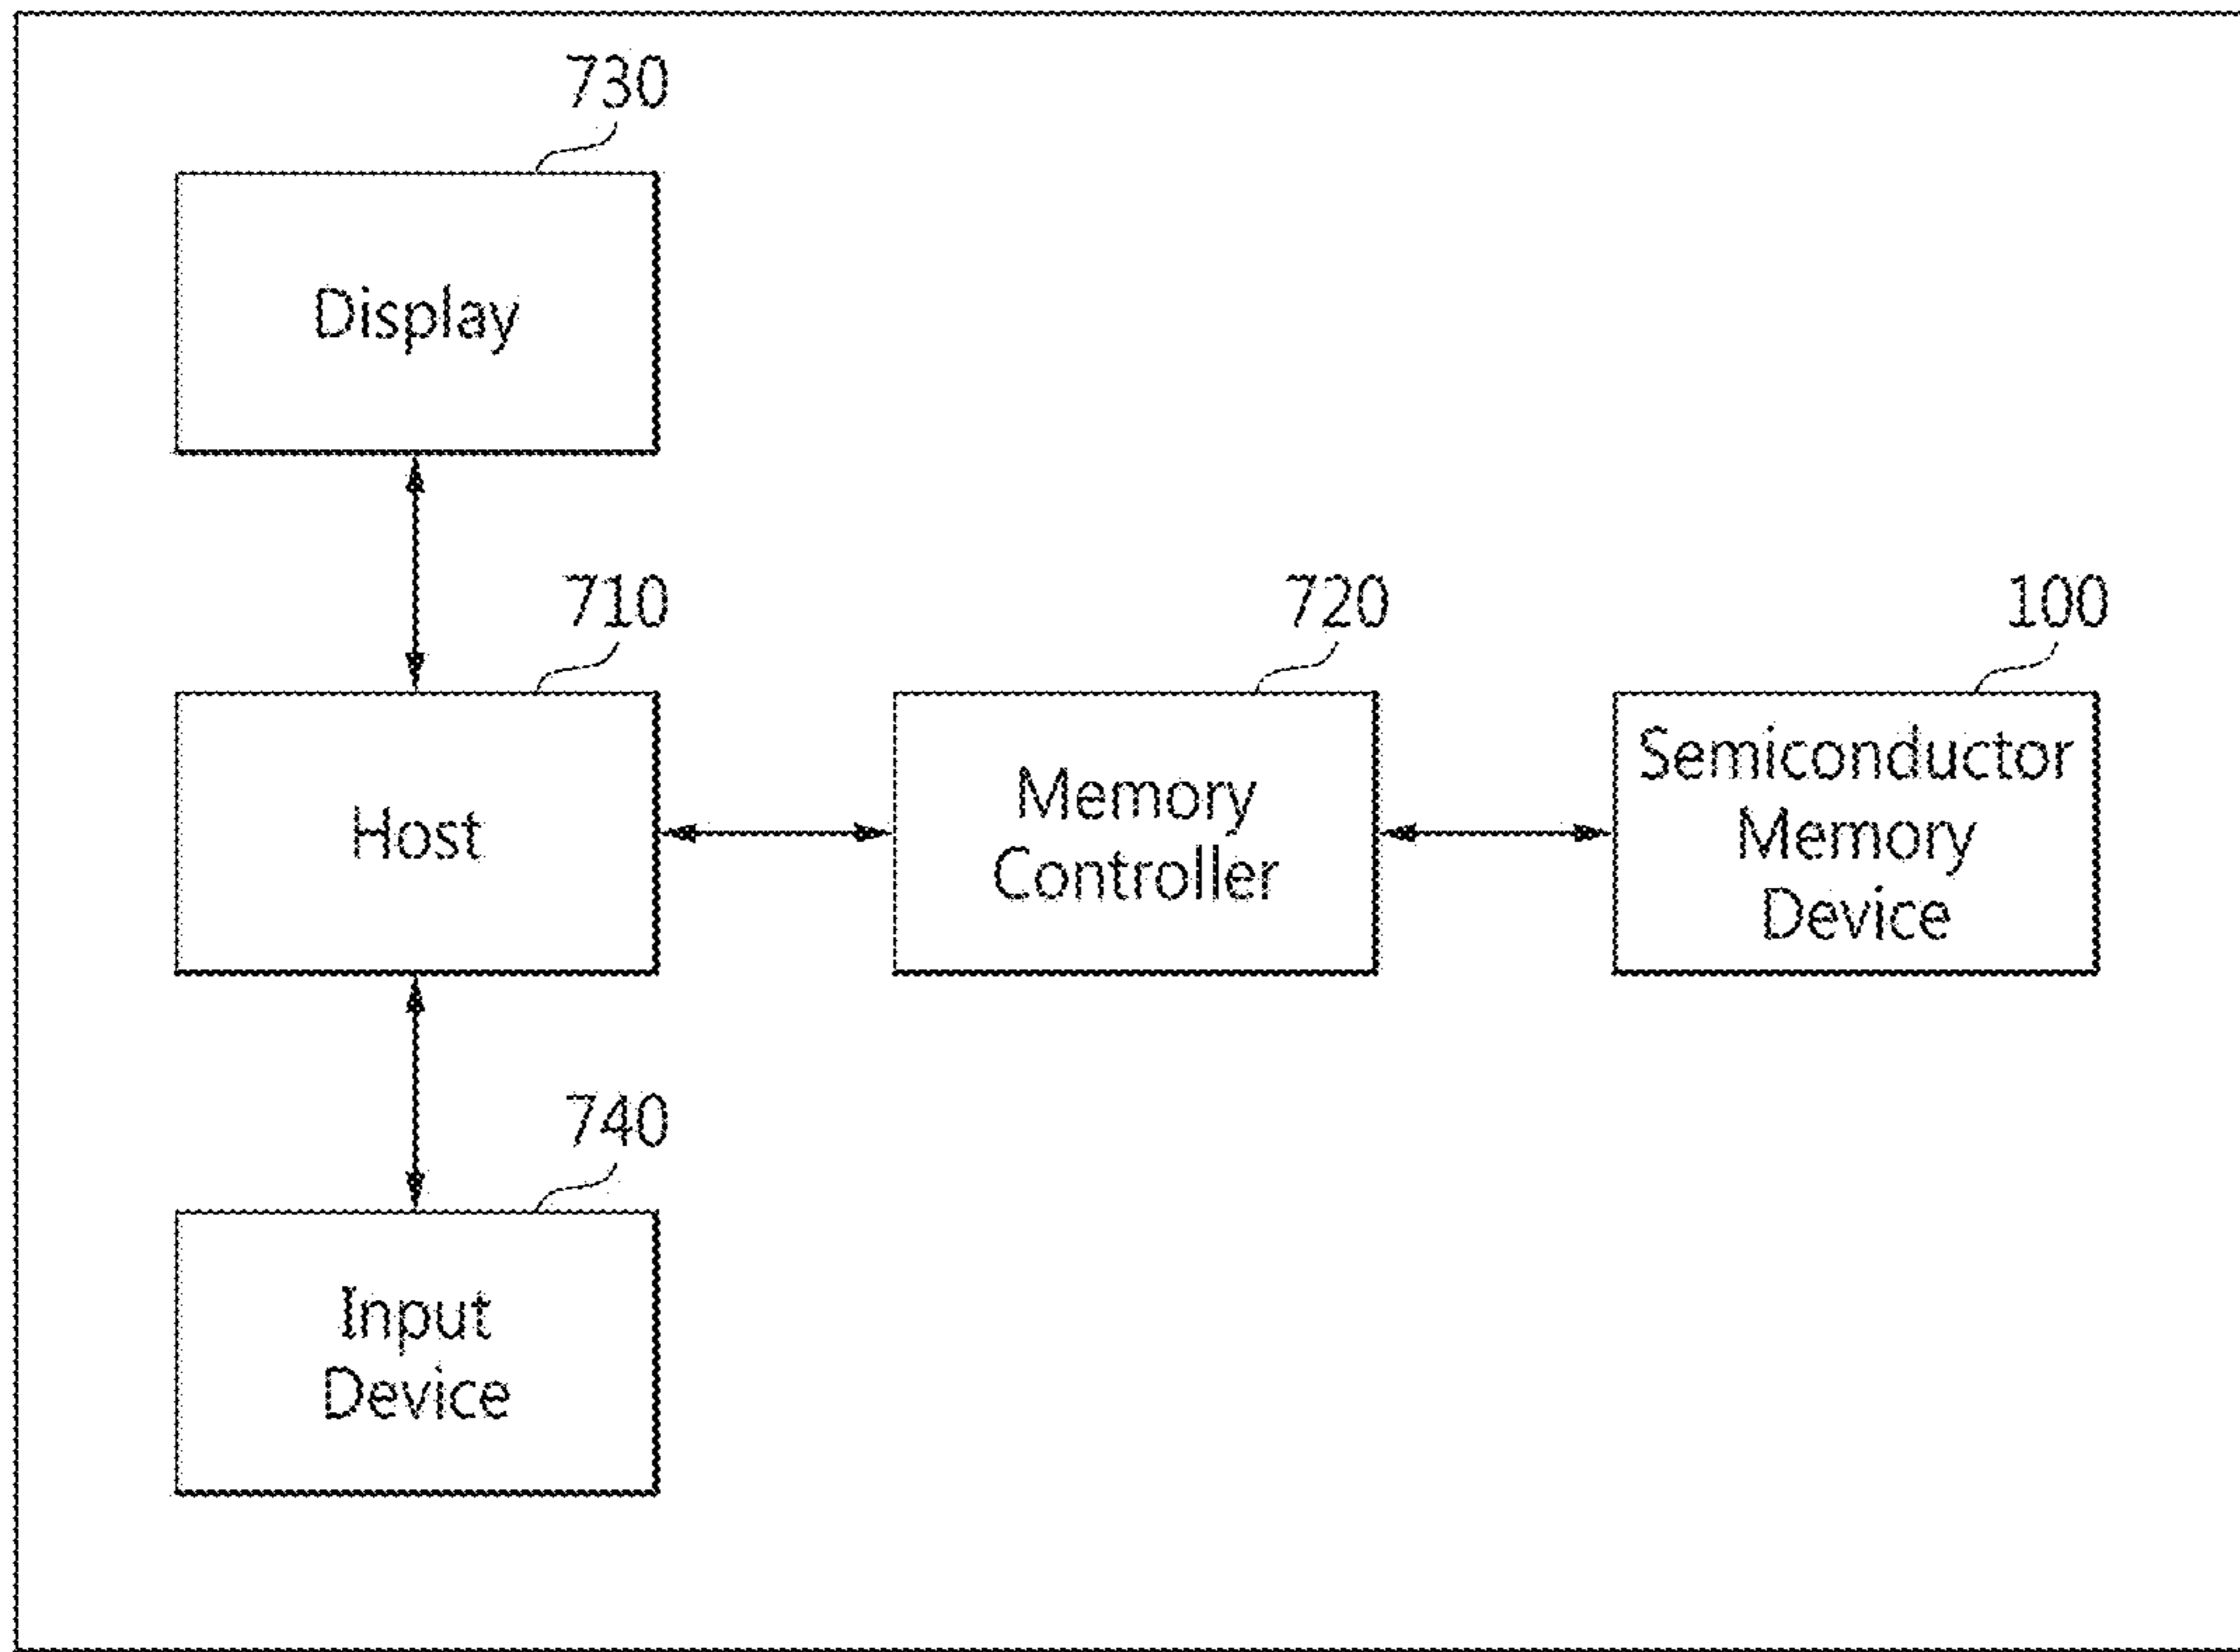 730
Display
710
720
100
Host
Memory
Controller
Semiconductor
Memory
Device
740
Input
Device